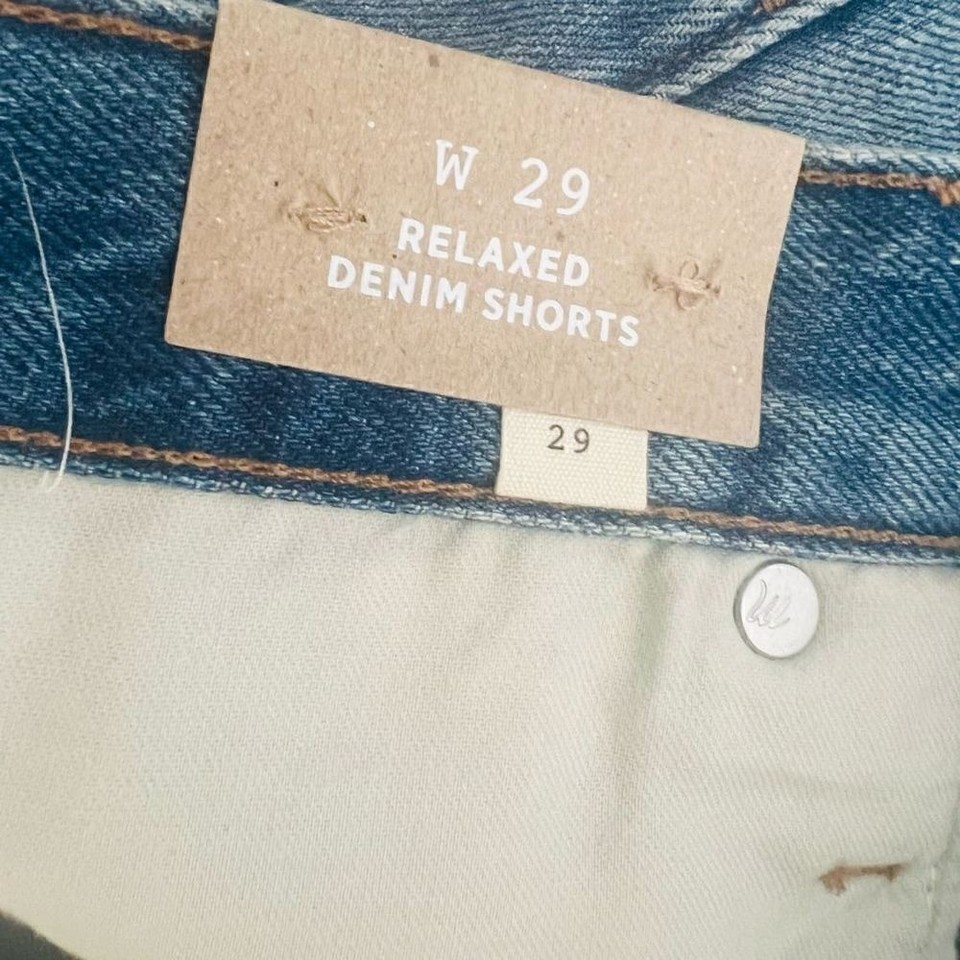 W 29
RELAXED
DENIM SHORTS
29